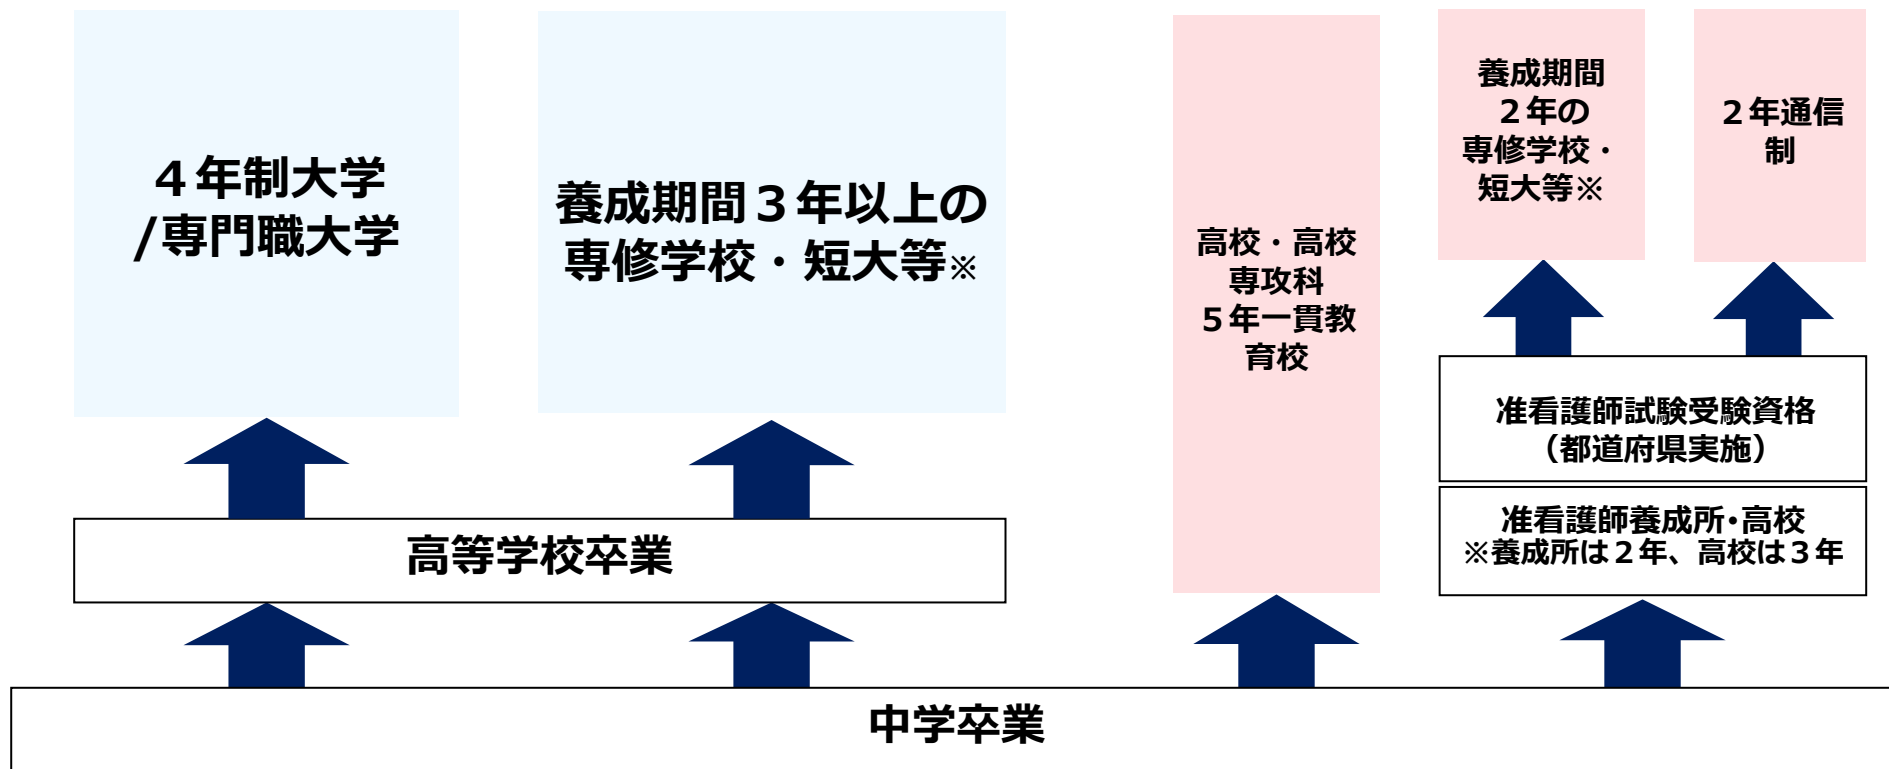 ４年制大学
/専門職大学
養成期間３年以上の
専修学校・短大等※
高校・高校
専攻科
５年一貫教
育校
養成期間
２年の
専修学校・
短大等※
２年通信
制
准看護師試験受験資格
（都道府県実施）
准看護師養成所・高校
※養成所は２年、高校は３年
高等学校卒業
中学卒業